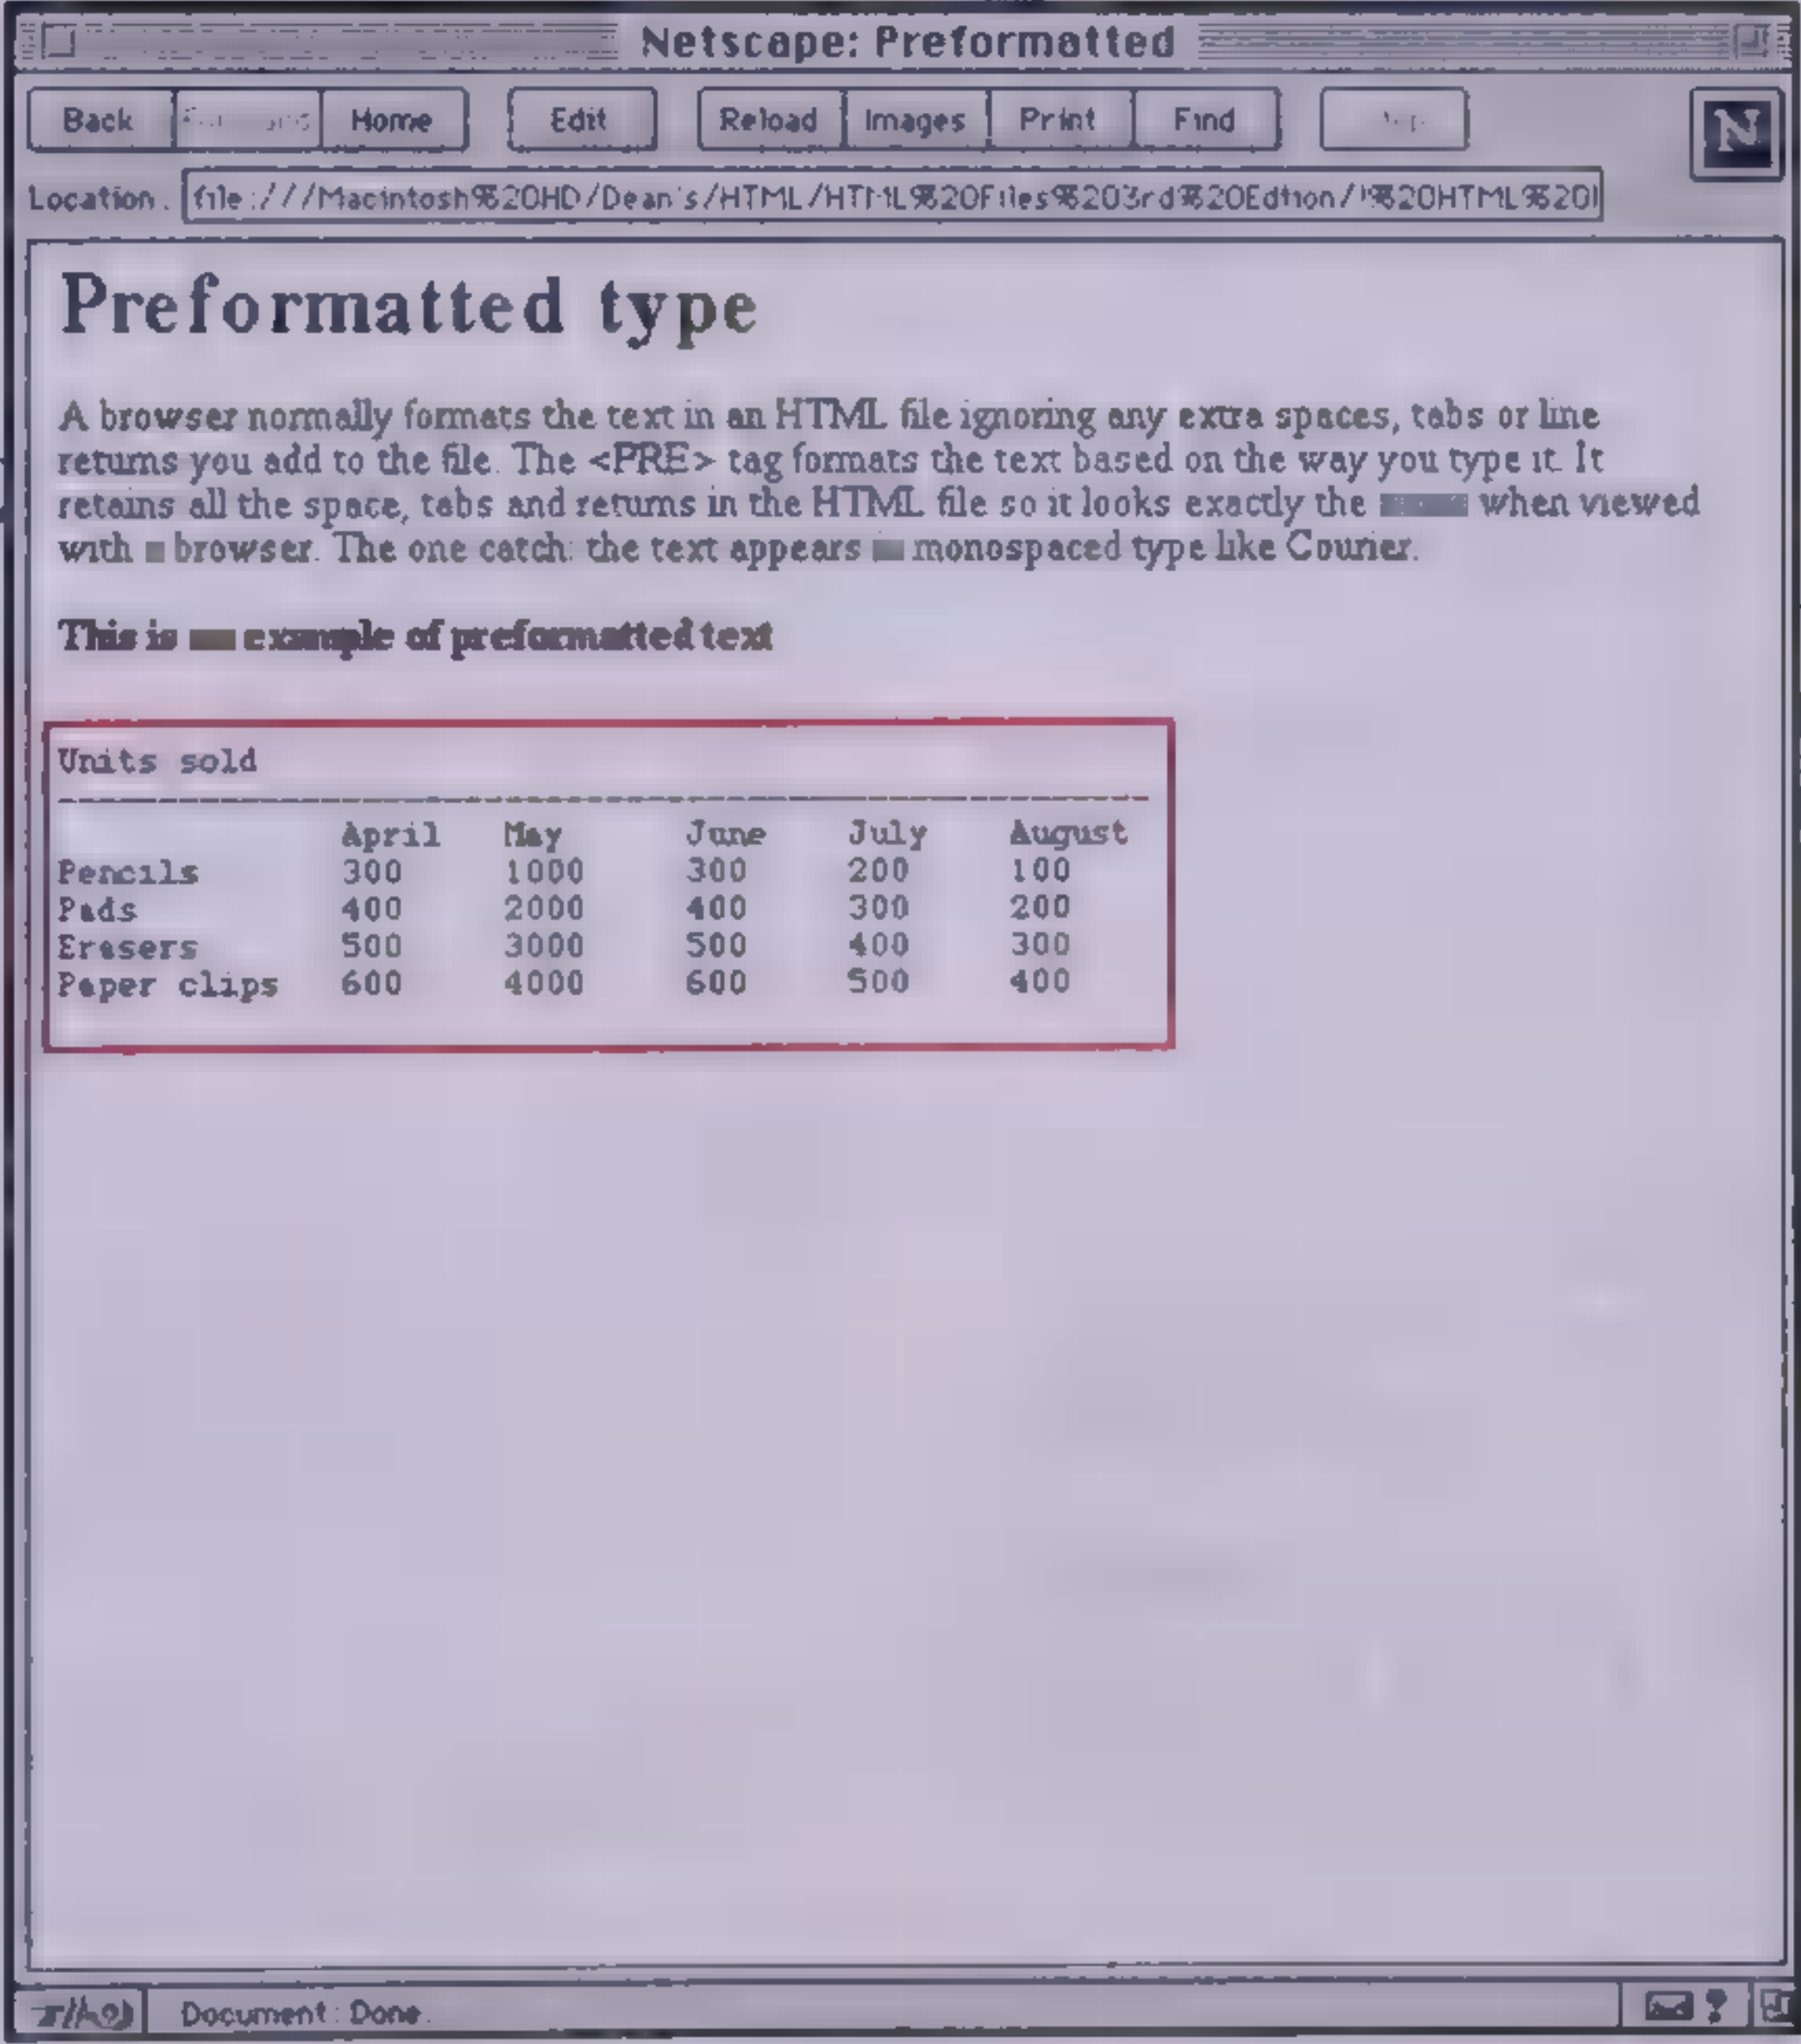 Netscape: Preformatted
Back Home Edit Reload Images Print Find
N
Location: file:///Macintosh%20HD/Dean's/HTML/HTML%20Files%203rd%20Edtion/
Preformatted type
A browser normally formats the text in an HTML file ignoring any extra spaces, tabs or line
returns you add to the file. The <PRE> tag formats the text based on the way you type it. It
retains all the space, tabs and returns in the HTML file so it looks exactly the when viewed
with browser. The one catch: the text appears monospaced type like Courier.
This is example of preformatted text
Units sold
April May June July August
Pencils 300 1000 300 200 100
Pads 400 2000 400 300 200
Erasers 500 3000 500 400 300
Paper clips 600 4000 600 500 400
Document: Done.